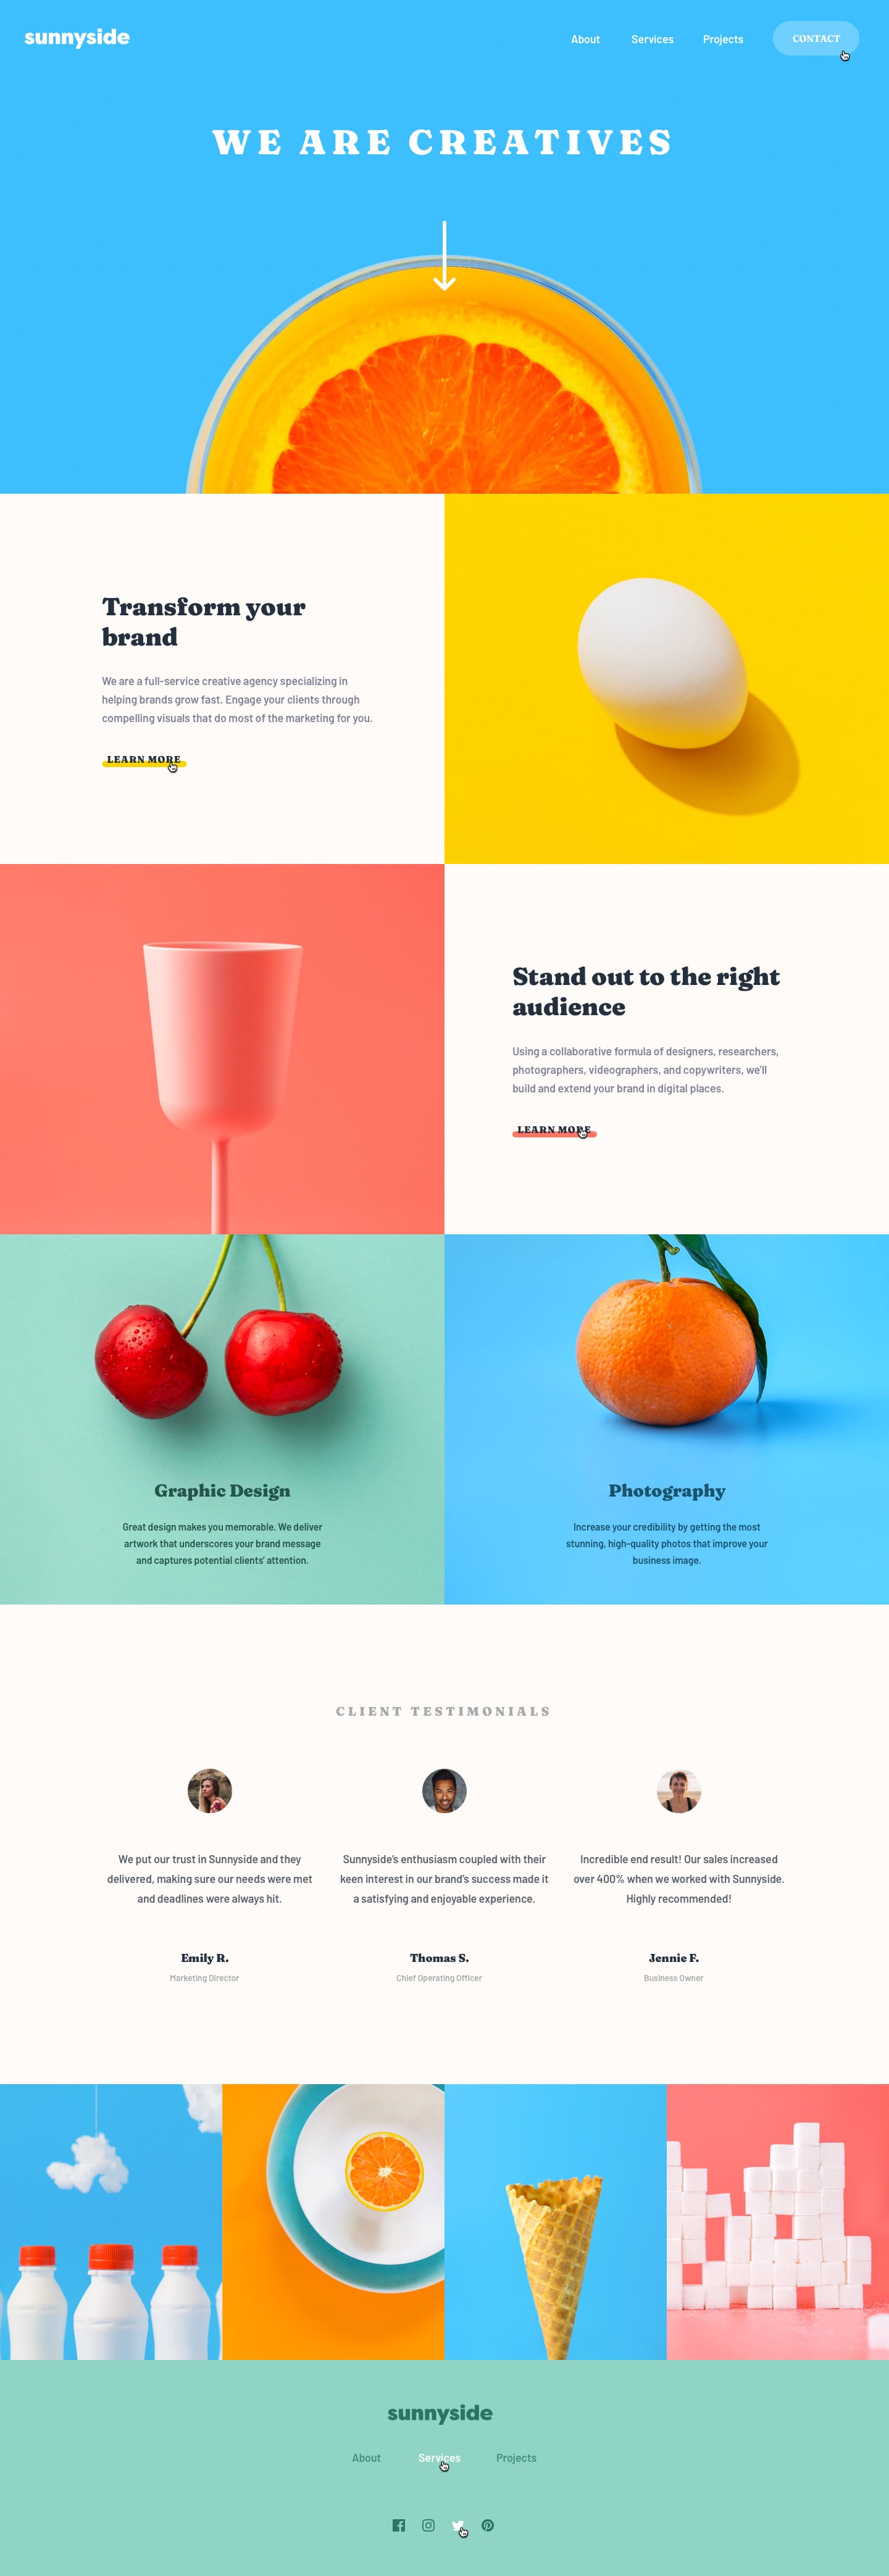 sunnyside
About Services Projects CONTACT
WE ARE CREATIVES
Transform your
brand
We are a full-service creative agency specializing in
helping brands grow fast. Engage your clients through
compelling visuals that do most of the marketing for you.
LEARN MORE
Stand out to the right
audience
Using a collaborative formula of designers, researchers,
photographers, videographers, and copywriters, we'll
build and extend your brand in digital places.
LEARN MORE
Graphic Design
Great design makes you memorable. We deliver
artwork that underscores your brand message
and captures potential clients' attention.
Photography
Increase your credibility by getting the most
stunning, high-quality photos that improve your
business image.
CLIENT TESTIMONIALS
We put our trust in Sunnyside and they
delivered, making sure our needs were met
and deadlines were always hit.
Emily R.
Marketing Director
Sunnyside's enthusiasm coupled with their
keen interest in our brand's success made it
a satisfying and enjoyable experience.
Thomas S.
Chief Operating Officer
Incredible end result! Our sales increased
over 400% when we worked with Sunnyside.
Highly recommended!
Jennie F.
Business Owner
sunnyside
About Services Projects